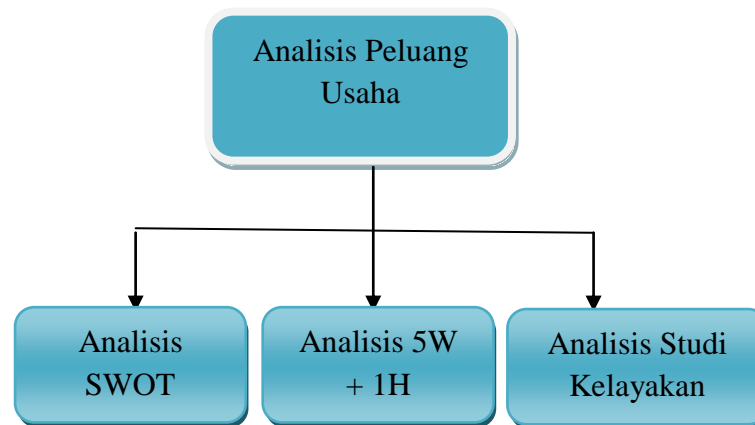 Analisis Peluang
Usaha
Analisis
SWOT
Analisis 5W
+ 1H
Analisis Studi
Kelayakan